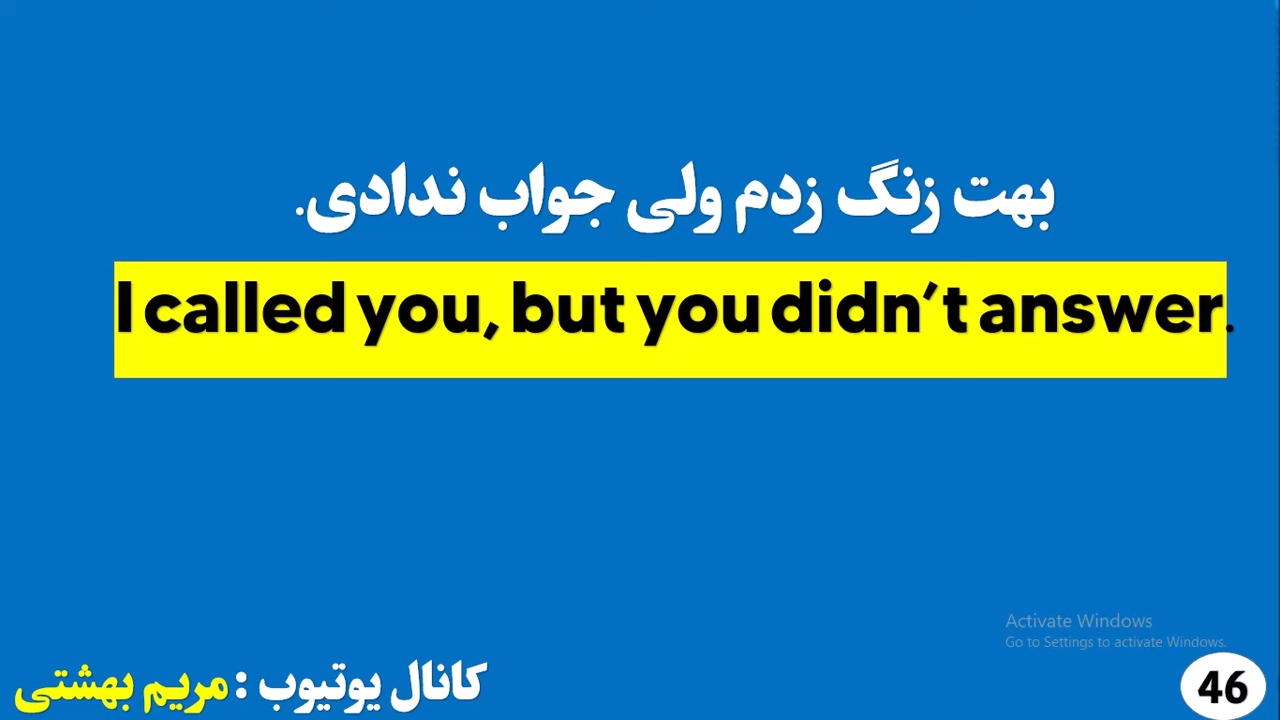 بهت زنگ زدم ولی جواب ندادی.
I called you, but you didn’t answer.
Activate Windows
Go to Settings to activate Windows.
کانال یوتیوب : مریم بهشتی
46